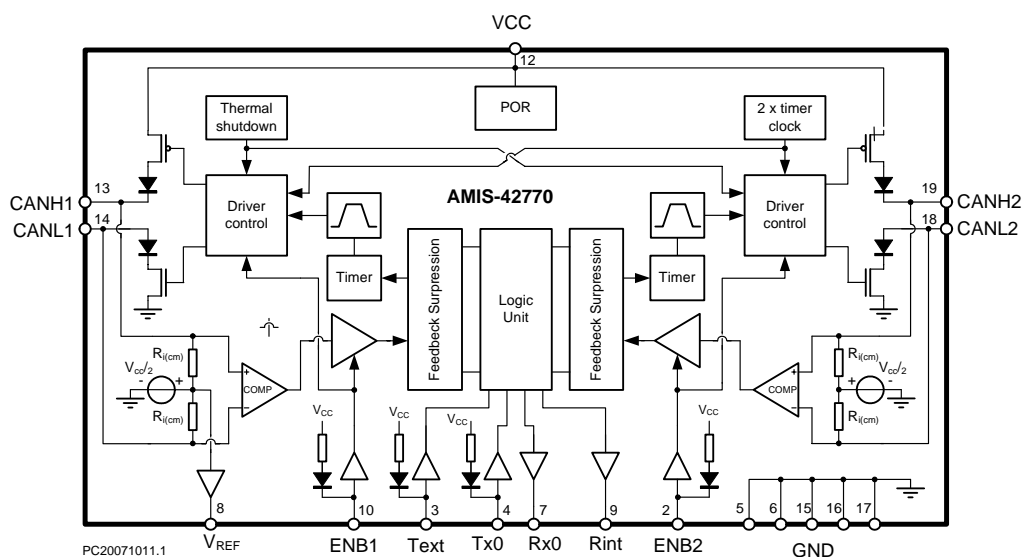 VCC
12
POR
Thermal
shutdown
2 x timer
clock
13
CANH1
14
CANL1
Driver
control
AMIS-42770
Driver
control
19
CANH2
18
CANL2
Timer
Timer
Feedbeck Surpression
Logic
Unit
Feedbeck Surpression
Ri(cm)
Vcc/2
- +
Ri(cm)
+
COMP
−
+
COMP
−
Ri(cm)
Vcc/2
+ -
Ri(cm)
VCC
VCC
VCC
VCC
8
10
3
4
7
9
2
5
6
15
16
17
VREF
ENB1
Text
Tx0
Rx0
Rint
ENB2
GND
PC20071011.1